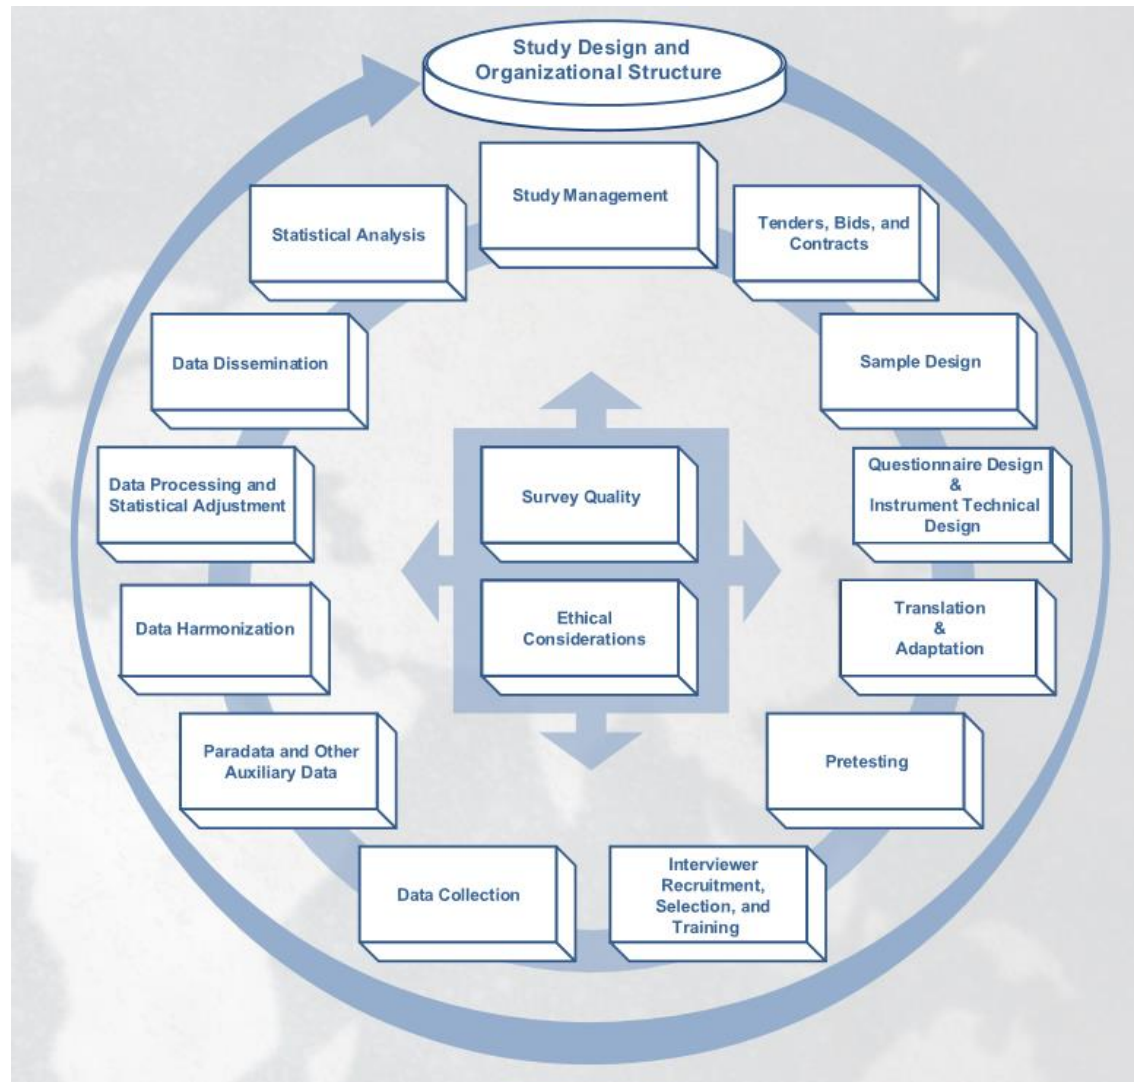 Study Design and
Organizational Structure
Study Management
Tenders, Bids, and
Contracts
Sample Design
Questionnaire Design
&
Instrument Technical
Design
Translation
&
Adaptation
Pretesting
Interviewer
Recruitment,
Selection, and
Training
Data Collection
Paradata and Other
Auxiliary Data
Data Harmonization
Data Processing and
Statistical Adjustment
Data Dissemination
Statistical Analysis
Survey Quality
Ethical
Considerations